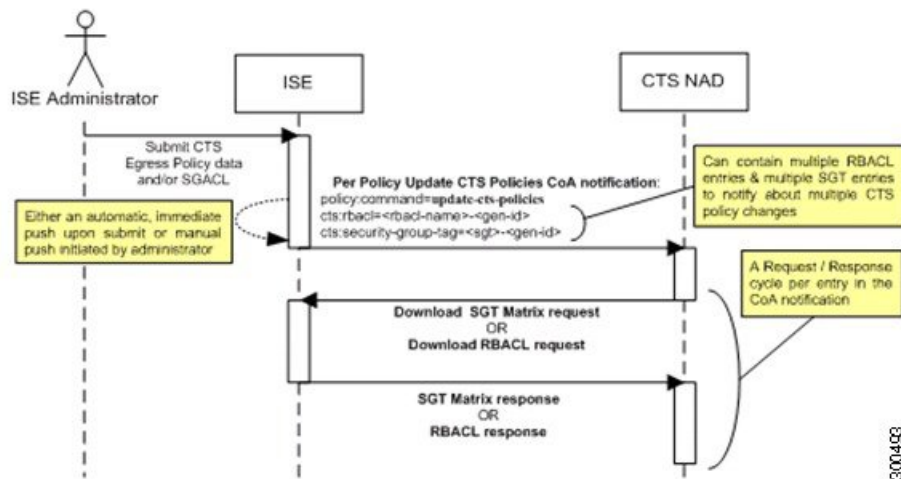 ISE Administrator
ISE
CTS NAD
Submit CTS
Egress Policy data
and/or SGACL
Either an automatic, immediate
push upon submit or manual
push initiated by administrator
Per Policy Update CTS Policies CoA notification:
policy:command=update-cts-policies
cts:rbacl=<rbacl-name>-<gen-id>
cts:security-group-tag=<sgt>-<gen-id>
Can contain multiple RBACL
entries & multiple SGT entries
to notify about multiple CTS
policy changes
A Request / Response
cycle per entry in the
CoA notification
Download SGT Matrix request
OR
Download RBACL request
SGT Matrix response
OR
RBACL response
300493